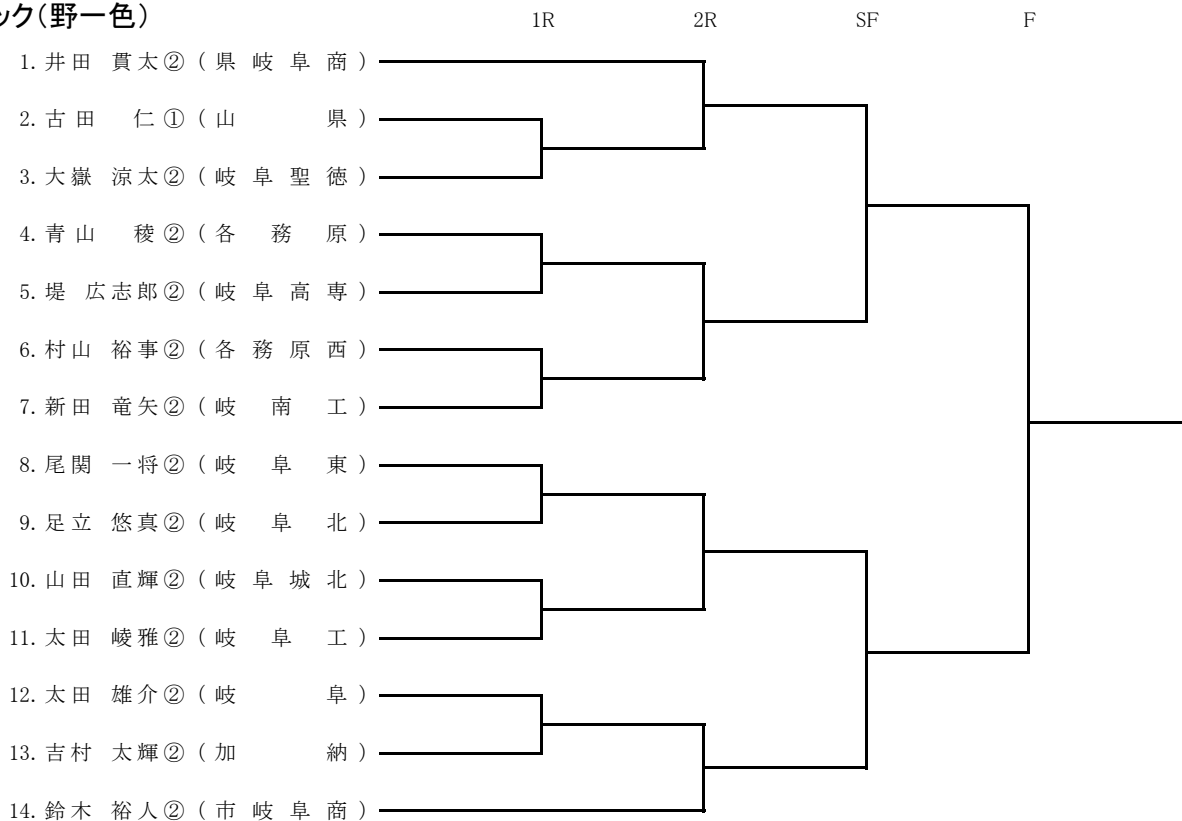 ック(野一色)
1R 2R SF F
1. 井田 貫太② (県岐阜商)
2. 古田 仁① (山県)
3. 大嶽 涼太② (岐阜聖徳)
4. 青山 稜② (各務原)
5. 堤 広志郎② (岐阜高専)
6. 村山 裕事② (各務原西)
7. 新田 竜矢② (岐南工)
8. 尾関 一将② (岐阜東)
9. 足立 悠真② (岐阜北)
10. 山田 直輝② (岐阜城北)
11. 太田 崚雅② (岐阜工)
12. 太田 雄介② (岐阜)
13. 吉村 太輝② (加納)
14. 鈴木 裕人② (市岐阜商)